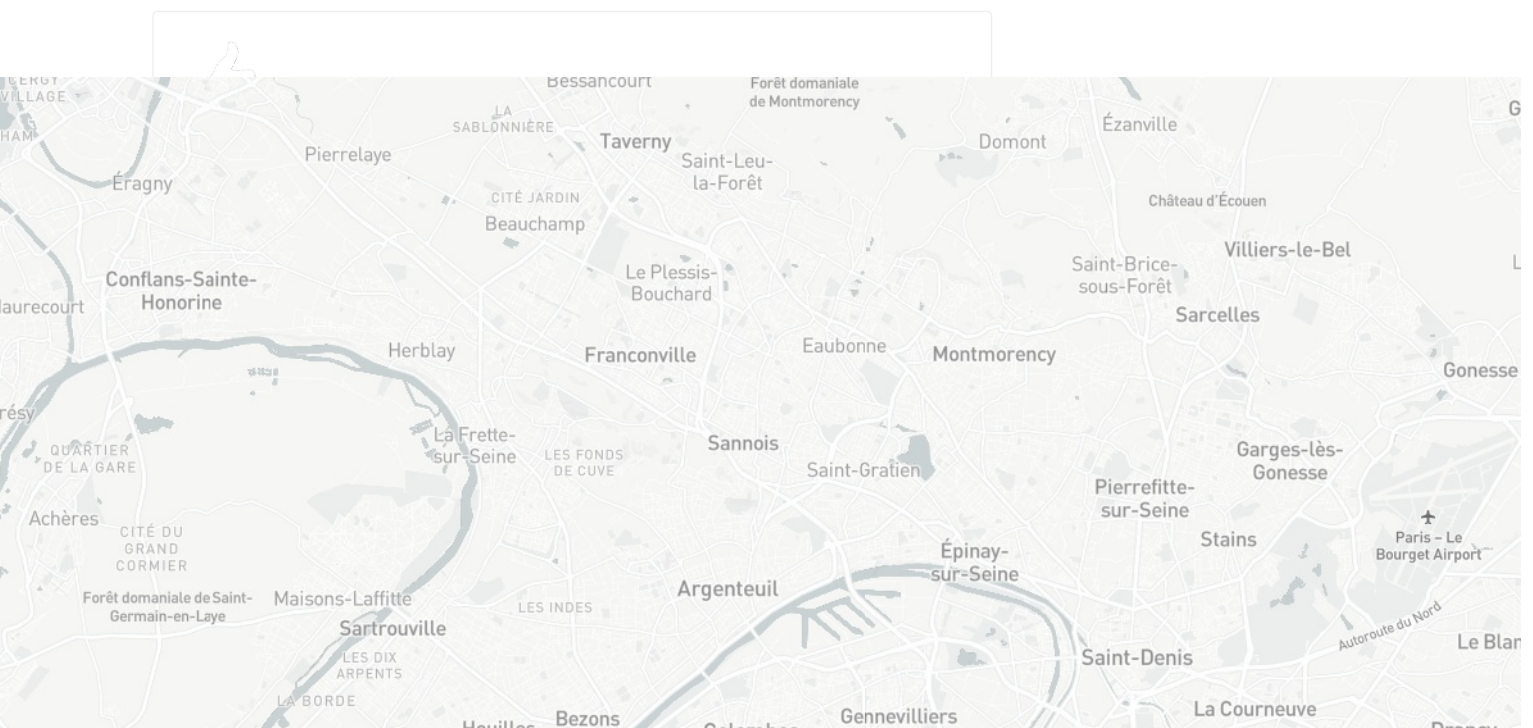 Bessancourt
Forêt domaniale
de Montmorency
VILLAGE
LA
SABLONNIÈRE
Taverny
Domont
Ézanville
Pierrelaye
Saint-Leu-
la-Forêt
Éragny
CITÉ JARDIN
Beauchamp
Château d'Écouen
Villiers-le-Bel
Conflans-Sainte-
Honorine
Le Plessis-
Bouchard
Saint-Brice-
sous-Forêt
Sarcelles
Herblay
Franconville
Eaubonne
Montmorency
Gonesse
La Frette-
sur-Seine
QUARTIER
DE LA GARE
LES FONDS
DE CUVE
Sannois
Saint-Gratien
Garges-lès-
Gonesse
Pierrefitte-
sur-Seine
Achères
CITÉ DU
GRAND
CORMIER
Stains
Paris – Le
Bourget Airport
Épinay-
sur-Seine
Argenteuil
Forêt domaniale de Saint-
Germain-en-Laye
Maisons-Laffitte
LES INDES
Sartrouville
Autoroute du Nord
LES DIX
ARPENTS
Saint-Denis
LA BORDE
Bezons
Gennevilliers
La Courneuve